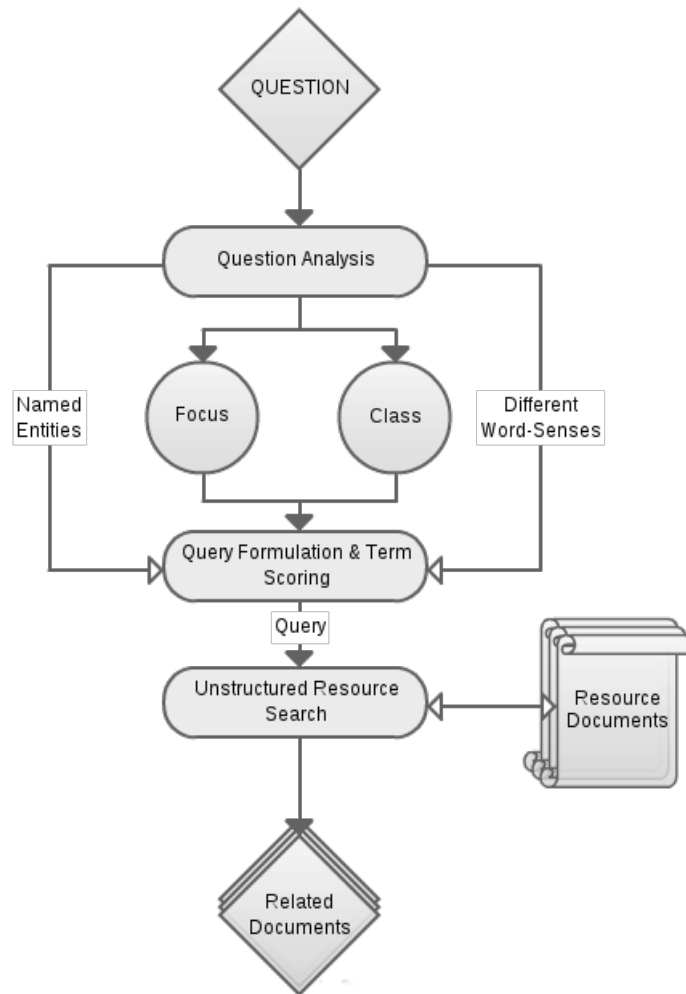 QUESTION
Question Analysis
Named
Entities
Focus
Class
Different
Word-Senses
Query Formulation & Term
Scoring
Query
Unstructured Resource
Search
Resource
Documents
Related
Documents